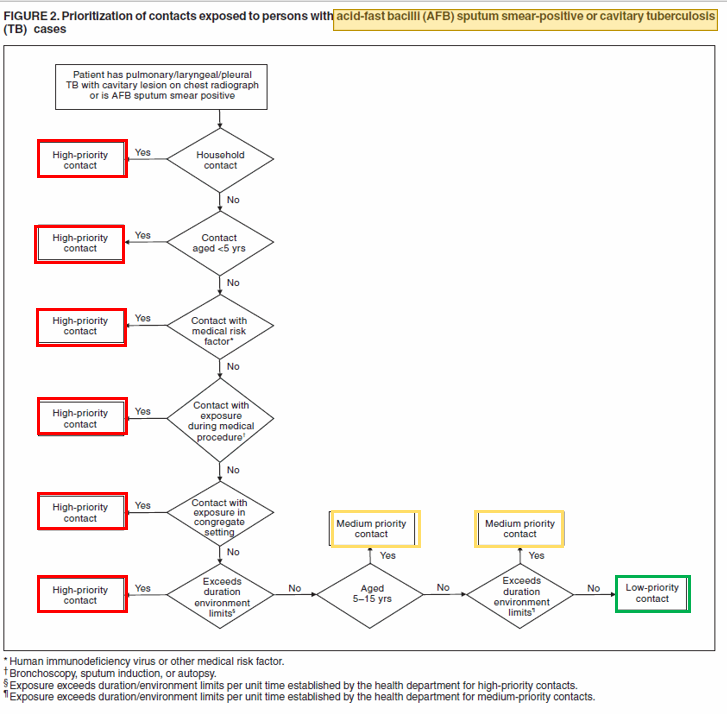 FIGURE 2. Prioritization of contacts exposed to persons with acid-fast bacilli (AFB) sputum smear-positive or cavitary tuberculosis
(TB) cases
Patient has pulmonary/laryngeal/pleural
TB with cavitary lesion on chest radiograph
or is AFB sputum smear positive
High-priority
contact
Yes
Household
contact
No
High-priority
contact
Yes
Contact
aged <5 yrs
No
High-priority
contact
Yes
Contact with
medical risk
factor*
No
High-priority
contact
Yes
Contact with
exposure
during medical
procedure†
No
High-priority
contact
Yes
Contact with
exposure in
congregate
setting
No
High-priority
contact
Yes
Exceeds
duration
environment
limits§
No
Medium priority
contact
Yes
Aged
5–15 yrs
No
Medium priority
contact
Yes
Exceeds
duration
environment
limits¶
No
Low-priority
contact
* Human immunodeficiency virus or other medical risk factor.
† Bronchoscopy, sputum induction, or autopsy.
§ Exposure exceeds duration/environment limits per unit time established by the health department for high-priority contacts.
¶ Exposure exceeds duration/environment limits per unit time established by the health department for medium-priority contacts.